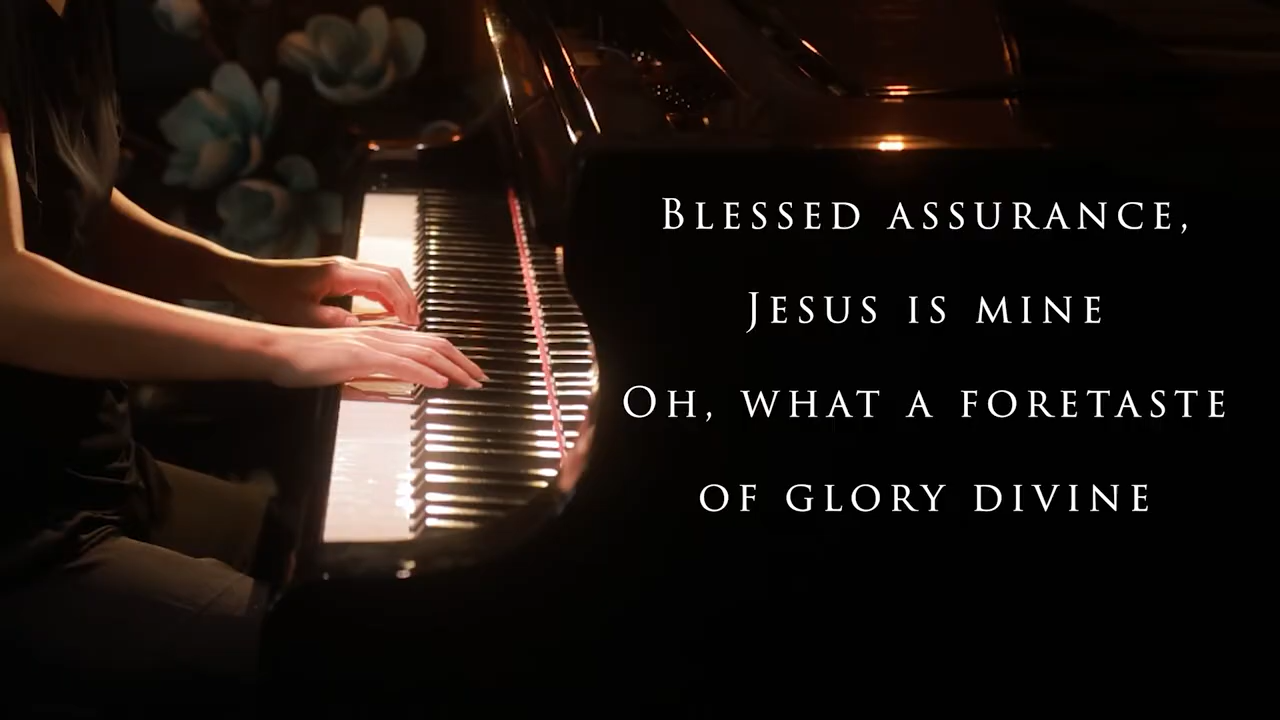 Blessed assurance,
Jesus is mine
Oh, what a foretaste
of glory divine